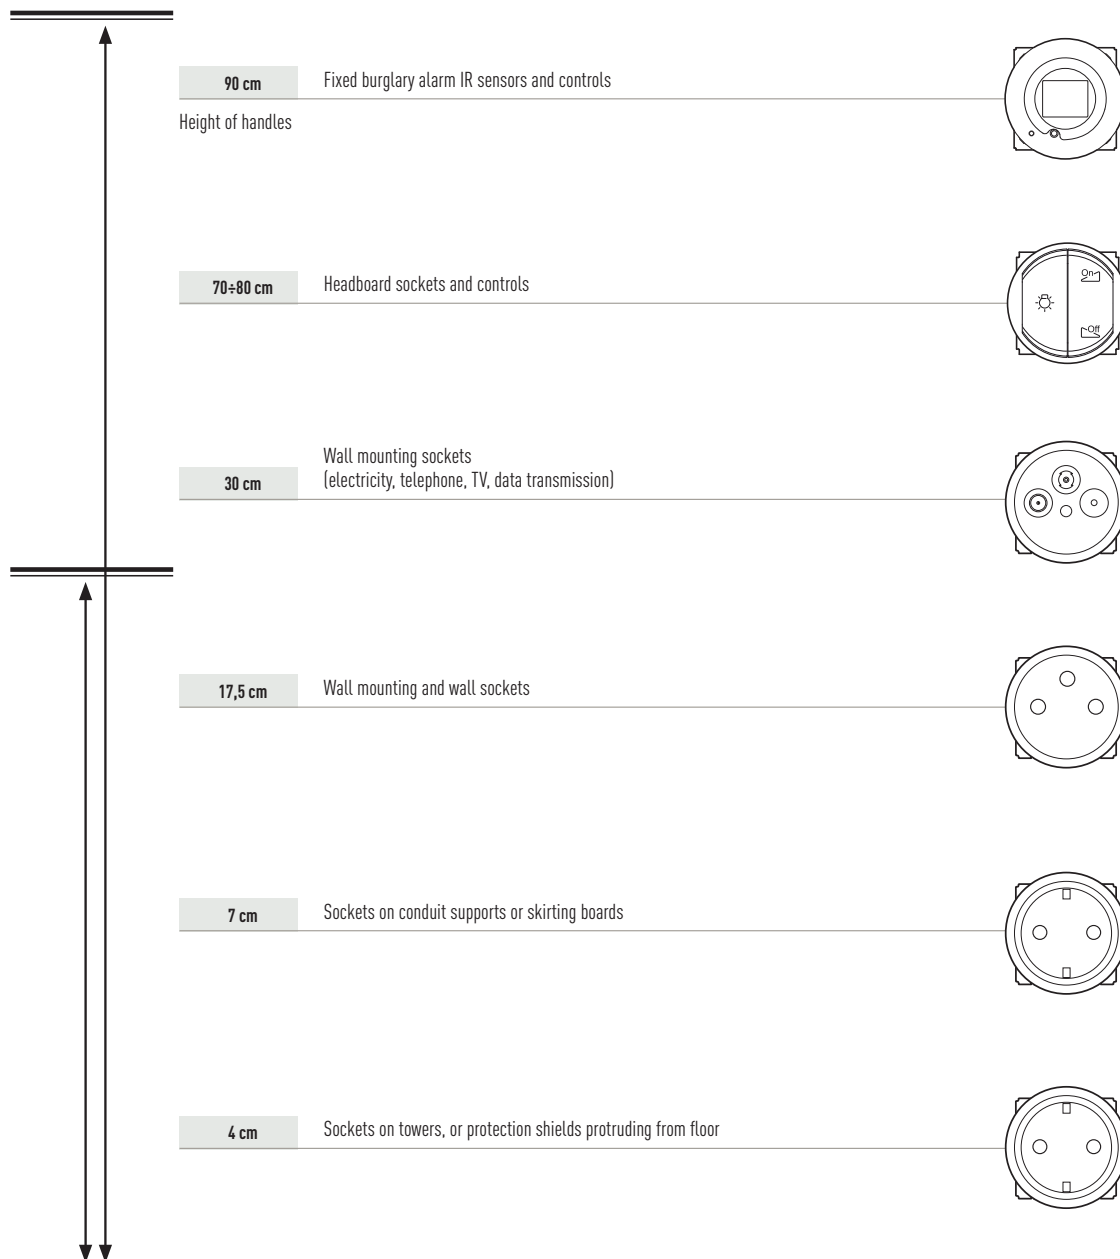 90 cm
Fixed burglary alarm IR sensors and controls
Height of handles
70÷80 cm
Headboard sockets and controls
On
Off
30 cm
Wall mounting sockets
(electricity, telephone, TV, data transmission)
17,5 cm
Wall mounting and wall sockets
7 cm
Sockets on conduit supports or skirting boards
4 cm
Sockets on towers, or protection shields protruding from floor